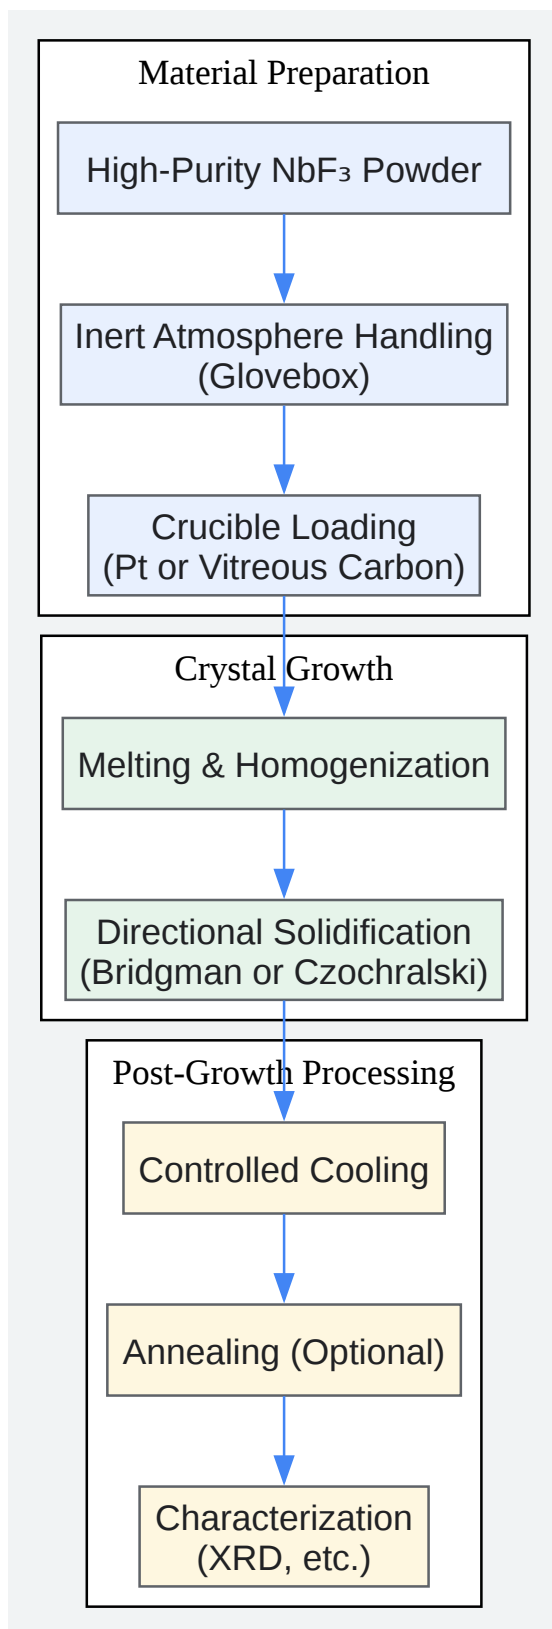 Material Preparation
High-Purity NbF₃ Powder
Inert Atmosphere Handling
(Glovebox)
Crucible Loading
(Pt or Vitreous Carbon)
Crystal Growth
Melting & Homogenization
Directional Solidification
(Bridgman or Czochralski)
Post-Growth Processing
Controlled Cooling
Annealing (Optional)
Characterization
(XRD, etc.)